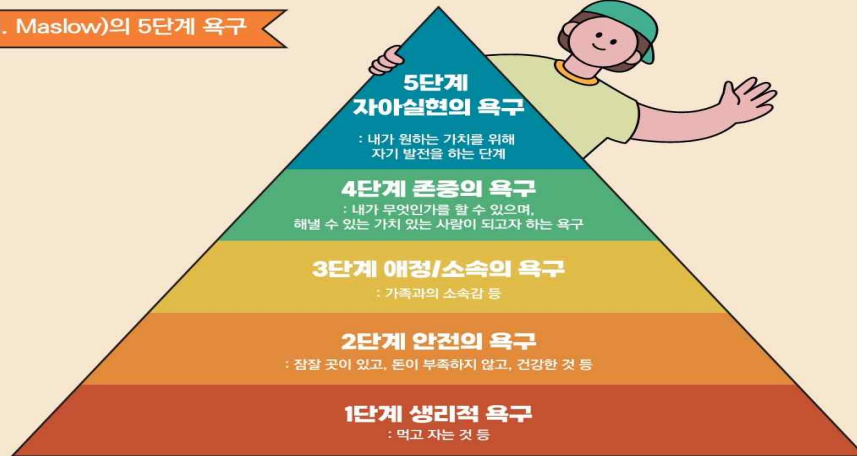 . Maslow)의 5단계 욕구
5단계
자아실현의 욕구
: 내가 원하는 가치를 위해
자기 발전을 하는 단계
4단계 존중의 욕구
: 내가 무엇인가를 할 수 있으며,
해낼 수 있는 가치 있는 사람이 되고자 하는 욕구
3단계 애정/소속의 욕구
: 가족과의 소속감 등
2단계 안전의 욕구
: 잠잘 곳이 있고, 돈이 부족하지 않고, 건강한 것 등
1단계 생리적 욕구
: 먹고 자는 것 등